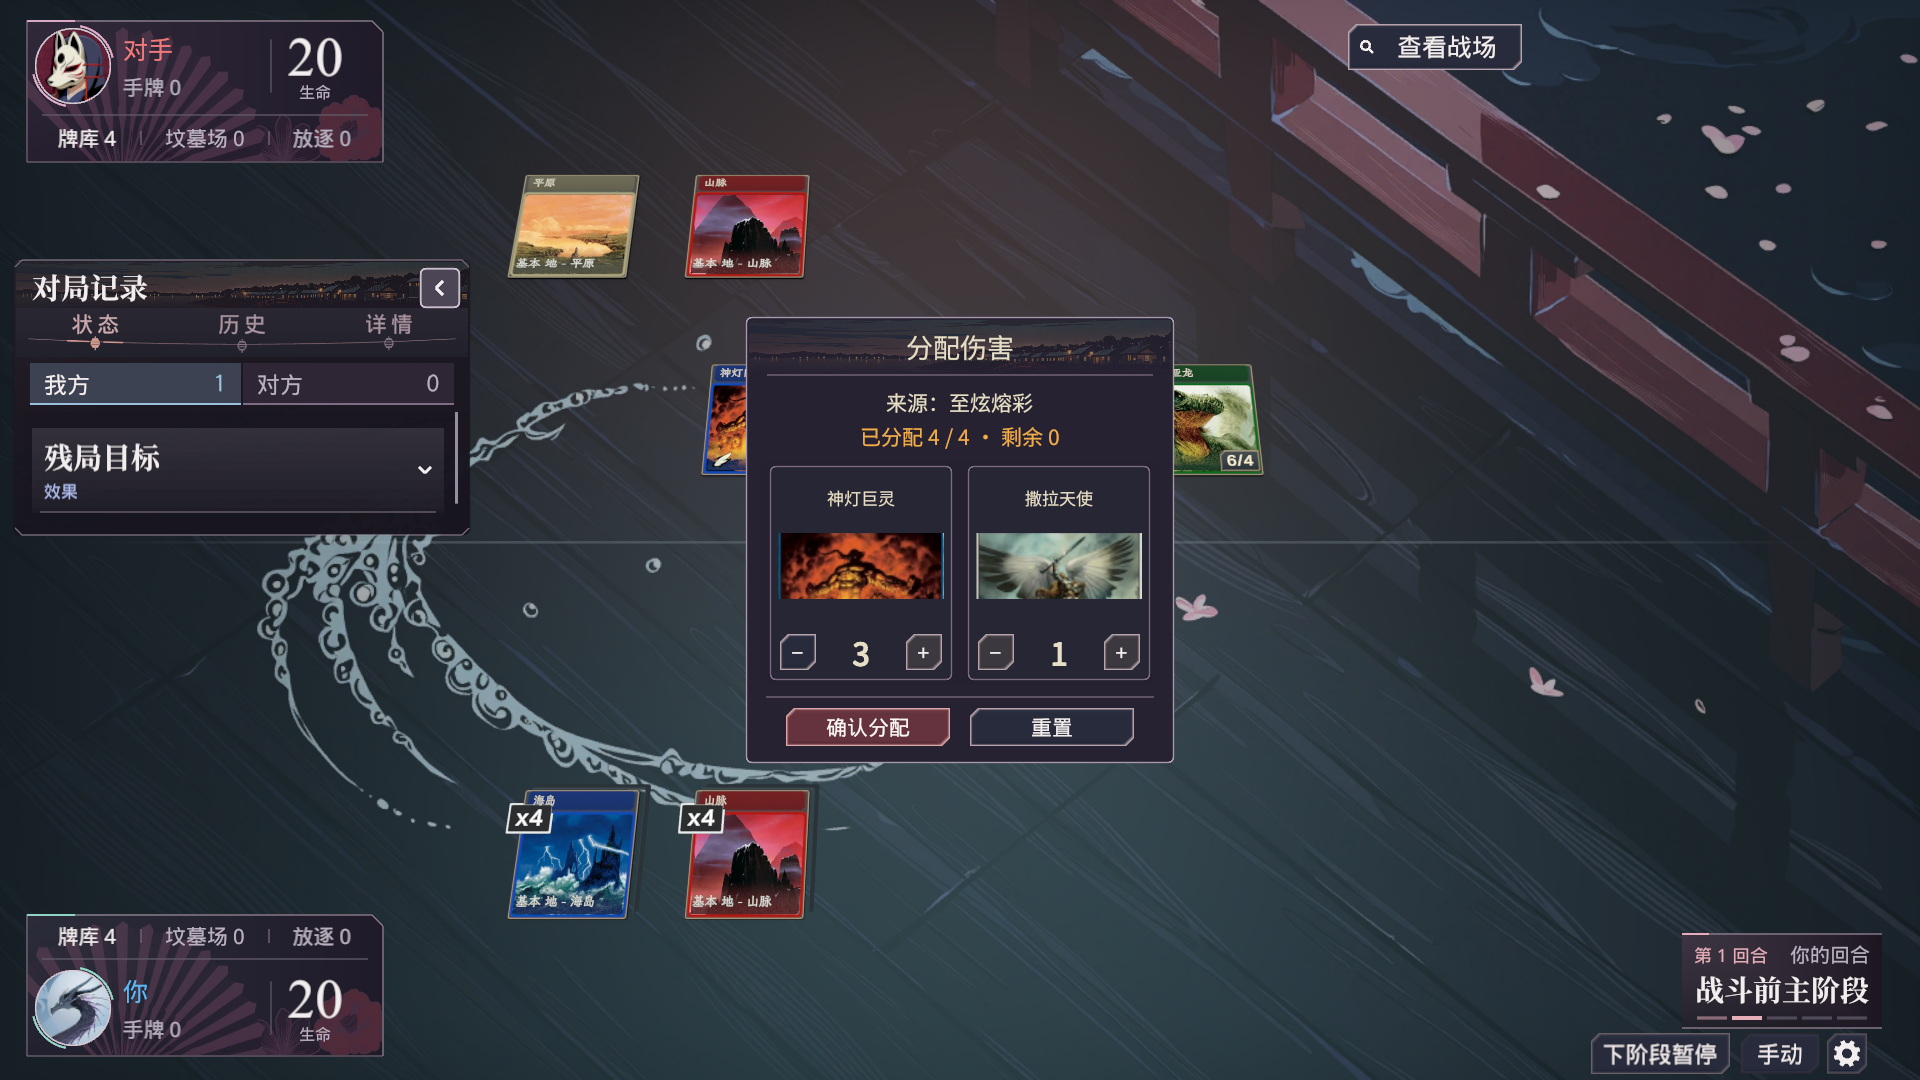 对手
手牌 0
20
生命
牌库 4
坟墓场 0
放逐 0
查看战场
平原
基本 地 - 平原
山脉
基本 地 - 山脉
对局记录
状态
历史
详情
我方 1
对方 0
残局目标
效果
神灯
亚龙
6/4
分配伤害
来源：至炫熔彩
已分配 4 / 4 · 剩余 0
神灯巨灵
撒拉天使
− 3 +
− 1 +
确认分配
重置
海岛
x4
基本 地 - 海岛
山脉
x4
基本 地 - 山脉
牌库 4
坟墓场 0
放逐 0
你
手牌 0
20
生命
第 1 回合
你的回合
战斗前主阶段
下阶段暂停
手动